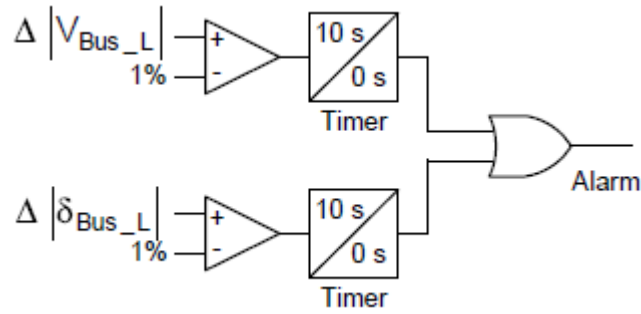 Δ |V_Bus_L|
+
1%
-
10 s
0 s
Timer
Alarm
Δ |δ_Bus_L|
+
1%
-
10 s
0 s
Timer